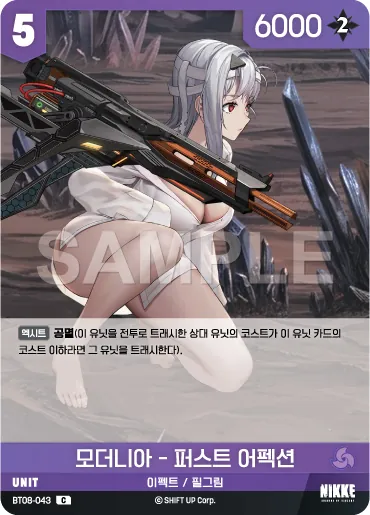 5
6000 2
SAMPLE
엑시트 공멸(이 유닛을 전투로 트래시한 상대 유닛의 코스트가 이 유닛 카드의
코스트 이하라면 그 유닛을 트래시한다).
모더니아 - 퍼스트 어펙션
UNIT
이펙트 / 필그림
BT08-043 C
©SHIFT UP Corp.
NIKKE